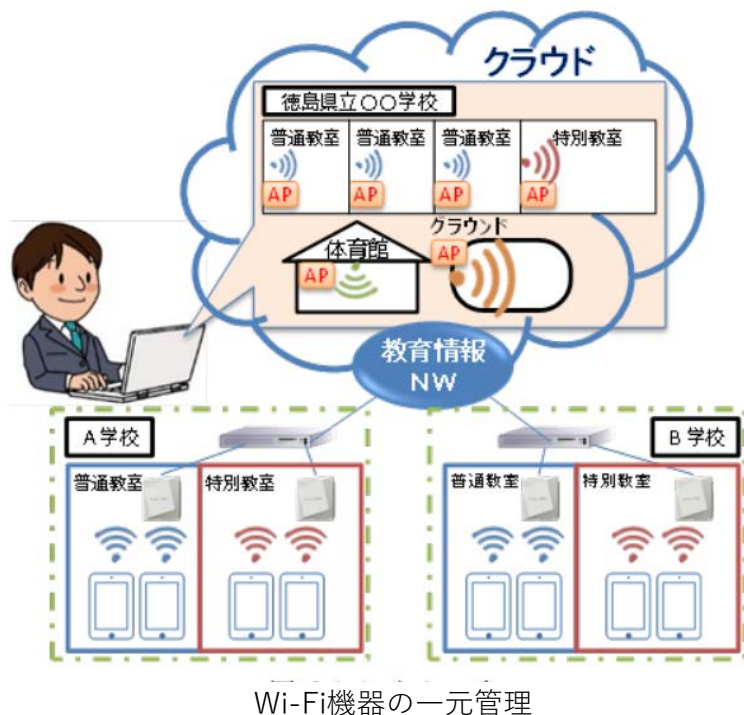 クラウド
徳島県立〇〇学校
普通教室 普通教室 普通教室 特別教室
AP AP AP AP
グラウンド
体育館
AP
AP
教育情報
NW
A学校
B学校
普通教室 特別教室
普通教室 特別教室
Wi-Fi機器の一元管理